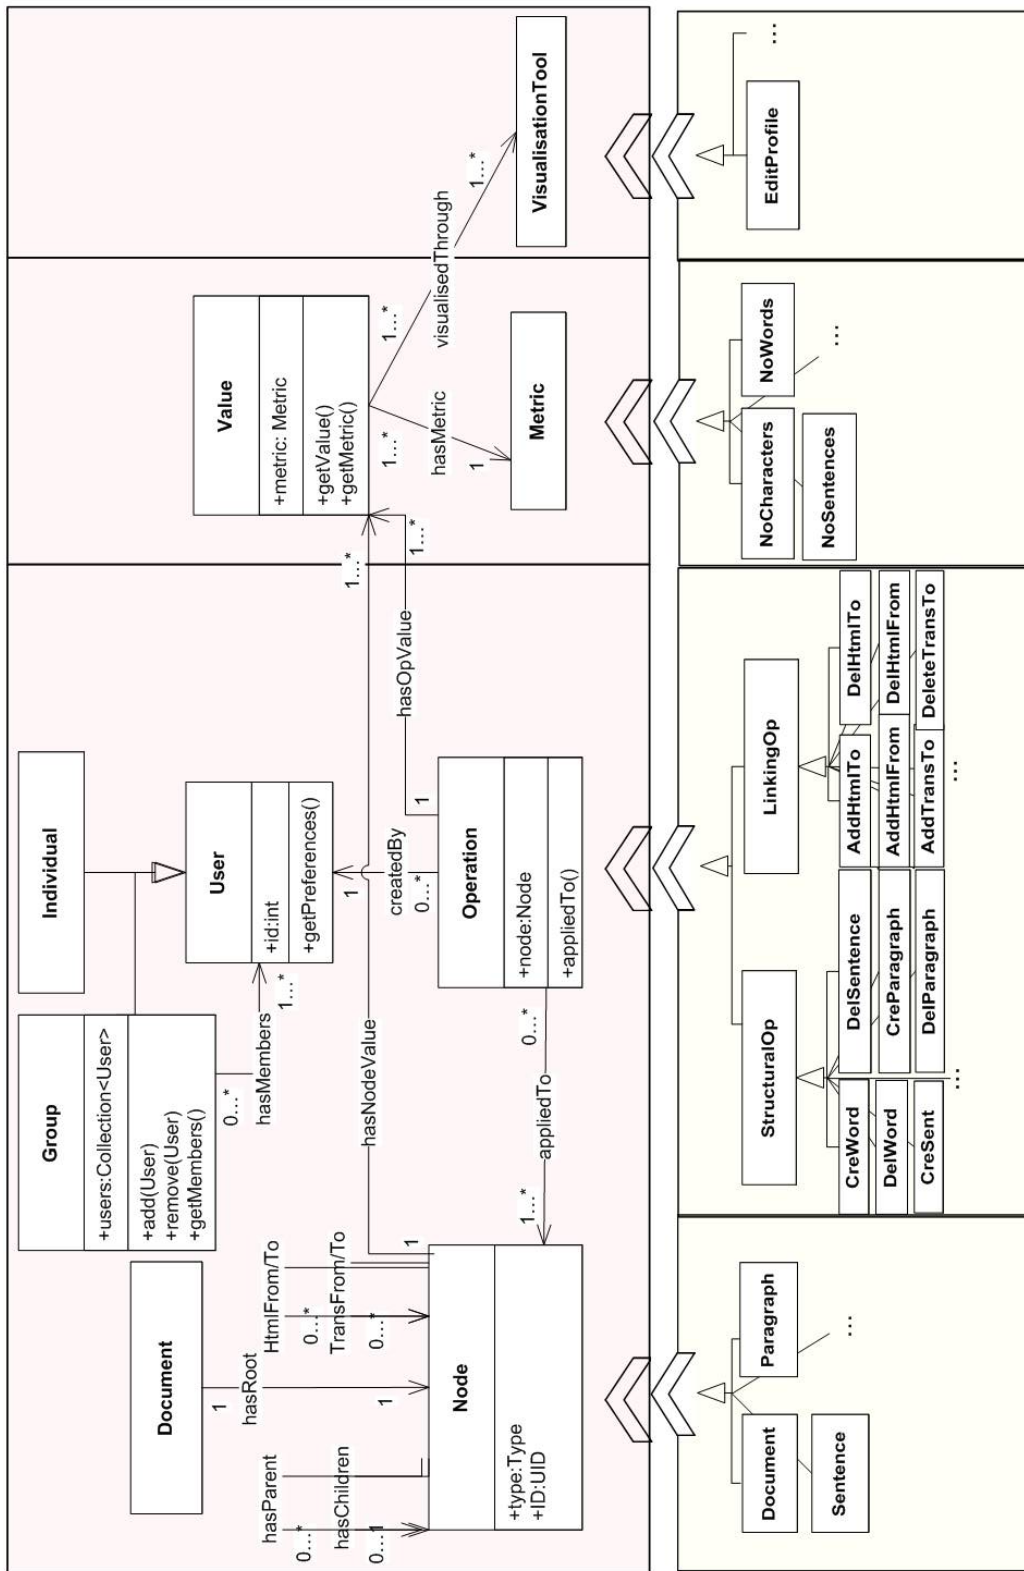 Document
1
hasRoot
1
hasParent
0...*
hasChildren
0...1
HtmlFrom/To
0...*
TransFrom/To
0...*
1
Node
+type:Type
+ID:UID
Group
+users:Collection<User>
+add(User)
+remove(User)
+getMembers()
0...*
hasMembers
1...*
Individual
User
+id:int
+getPreferences()
1
createdBy
0...*
hasNodeValue
1...*
Operation
+node:Node
+appliedTo()
0...*
appliedTo
1...*
1
hasOpValue
1...*
Value
+metric: Metric
+getValue()
+getMetric()
1...*
hasMetric
1
Metric
1...*
visualisedThrough
1...*
VisualisationTool
Document
Paragraph
Sentence
...
StructuralOp
LinkingOp
CreWord
DelSentence
AddHtmlTo
DelHtmlTo
DelWord
CreParagraph
AddHtmlFrom
DelHtmlFrom
CreSent
DelParagraph
AddTransTo
DeleteTransTo
...
...
NoCharacters
NoWords
NoSentences
...
EditProfile
...